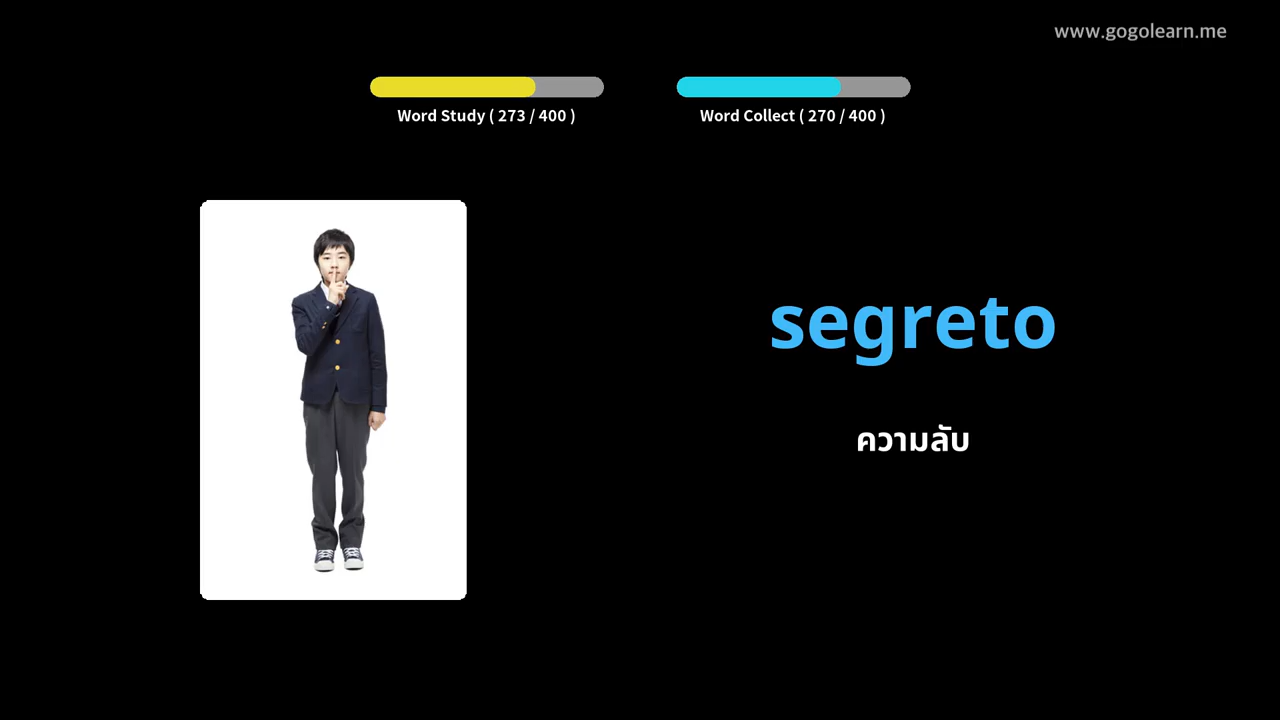 www.gogolearn.me
Word Study ( 273 / 400 )
Word Collect ( 270 / 400 )
segreto
ความลับ